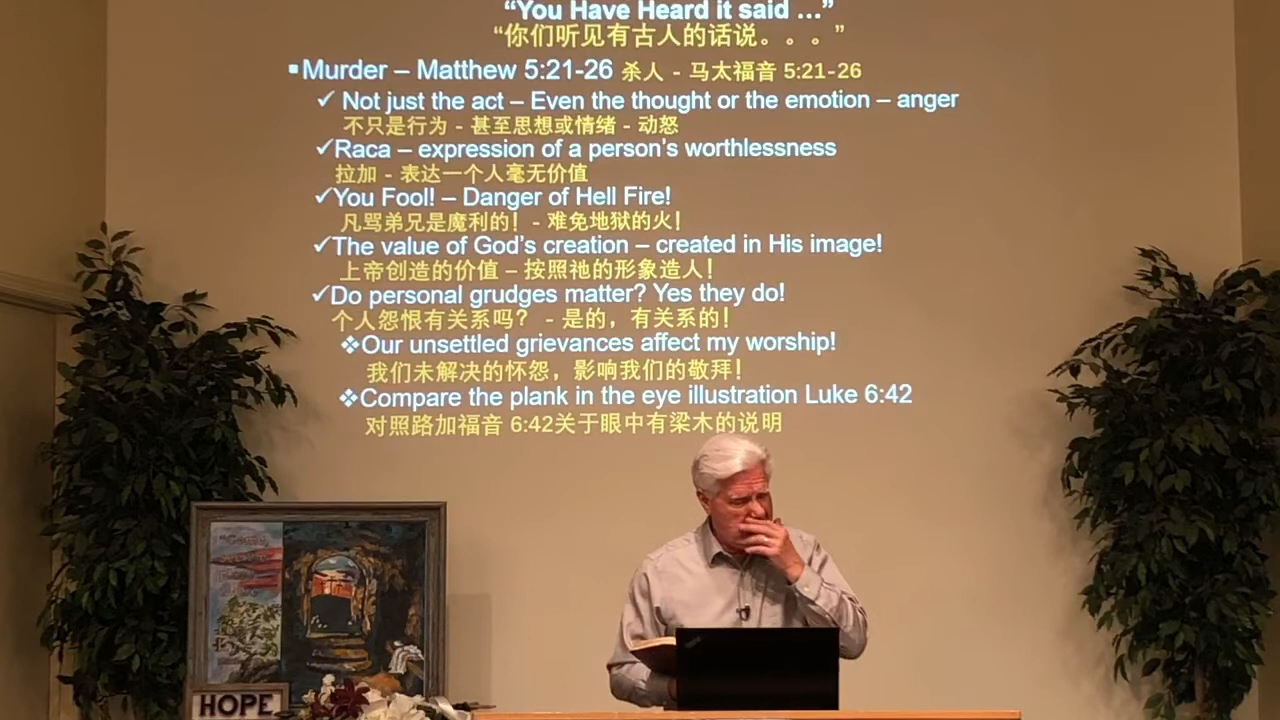 “You Have Heard it said …”
“你们听见有古人的话说。。。”
▪Murder – Matthew 5:21-26 杀人 - 马太福音 5:21-26
✓ Not just the act – Even the thought or the emotion – anger
不只是行为 - 甚至思想或情绪 - 动怒
✓Raca – expression of a person’s worthlessness
拉加 - 表达一个人毫无价值
✓You Fool! – Danger of Hell Fire!
凡骂弟兄是魔利的！ - 难免地狱的火！
✓The value of God’s creation – created in His image!
上帝创造的价值 – 按照祂的形象造人！
✓Do personal grudges matter? Yes they do!
个人怨恨有关系吗？ - 是的，有关系的！
❖Our unsettled grievances affect my worship!
我们未解决的怀怨，影响我们的敬拜！
❖Compare the plank in the eye illustration Luke 6:42
对照路加福音 6:42关于眼中有梁木的说明
HOPE